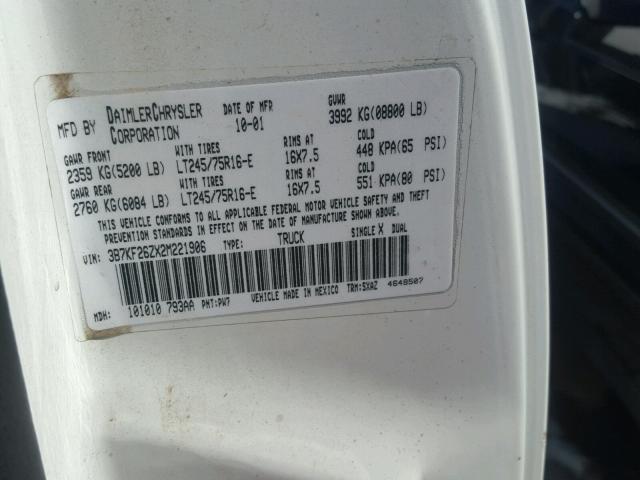 MFD BY DAIMLERCHRYSLER CORPORATION DATE OF MFR 10-01 GVWR 3992 KG(08800 LB)
GAWR FRONT WITH TIRES RIMS AT COLD
2359 KG(5200 LB) LT245/75R16-E 16X7.5 448 KPA(65 PSI)
GAWR REAR WITH TIRES RIMS AT COLD
2760 KG(6084 LB) LT245/75R16-E 16X7.5 551 KPA(80 PSI)
THIS VEHICLE CONFORMS TO ALL APPLICABLE FEDERAL MOTOR VEHICLE SAFETY AND THEFT
PREVENTION STANDARDS IN EFFECT ON THE DATE OF MANUFACTURE SHOWN ABOVE.
VIN: 3B7KF26ZX2M221906 TYPE: TRUCK SINGLE X DUAL
MDH: 101010 793AA PNT:PW7 VEHICLE MADE IN MEXICO TRM:SXAZ 4648507